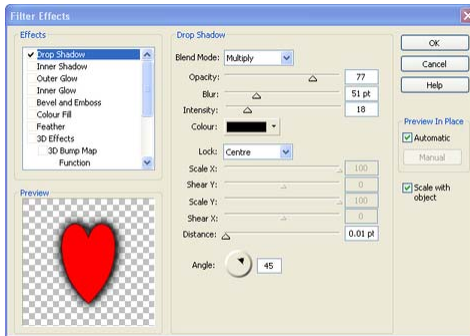 Filter Effects
Effects
Drop Shadow
Inner Shadow
Outer Glow
Inner Glow
Bevel and Emboss
Colour Fill
Feather
3D Effects
3D Bump Map
Function
Preview
Drop Shadow
Blend Mode: Multiply
Opacity: 77
Blur: 51 pt
Intensity: 18
Colour:
Lock: Centre
Scale X: 100
Shear Y: 0
Scale Y: 100
Shear X: 0
Distance: 0.01 pt
Angle: 45
OK
Cancel
Help
Preview In Place
Automatic
Manual
Scale with
object